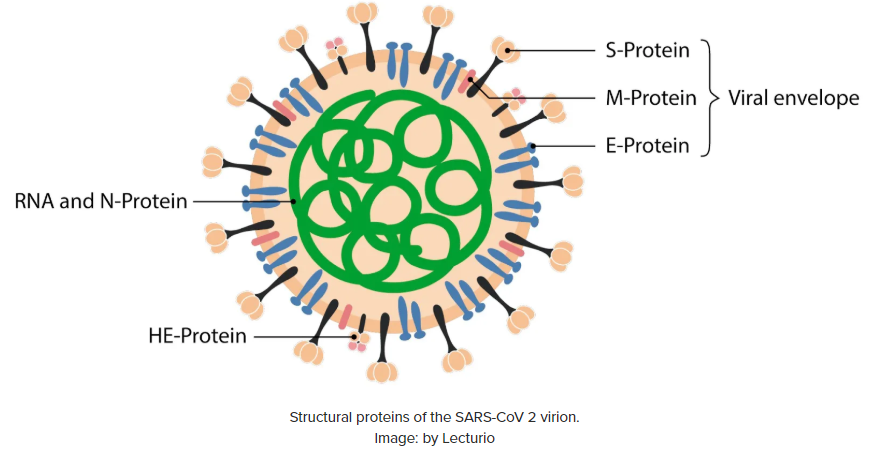 S-Protein
M-Protein
Viral envelope
E-Protein
RNA and N-Protein
HE-Protein
Structural proteins of the SARS-CoV 2 virion.
Image: by Lecturio